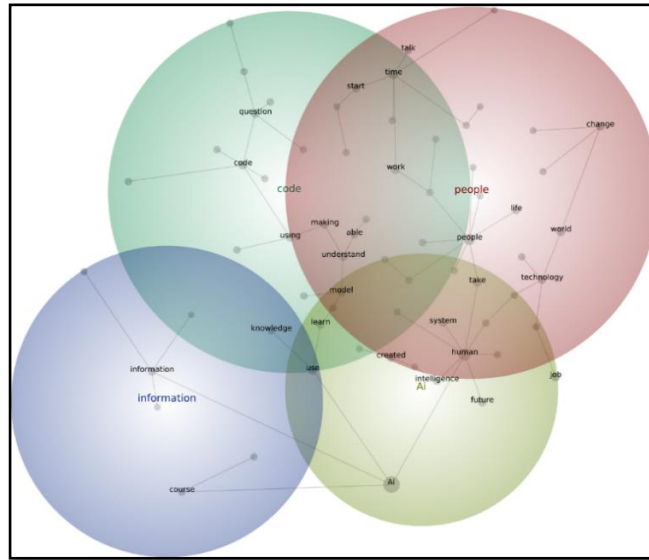 talk
time
start
question
change
code
work
code
people
life
making
able
using
people
world
understand
technology
model
take
learn
system
knowledge
created
human
information
use
intelligence
job
Ai
information
future
Ai
course